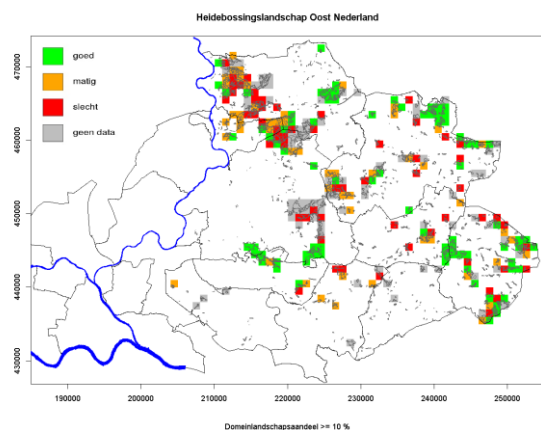 Heidebossingslandschap Oost Nederland
goed
matig
slecht
geen data
470000
460000
450000
440000
430000
190000 200000 210000 220000 230000 240000 250000
Domeinlandschapsaandeel >= 10 %